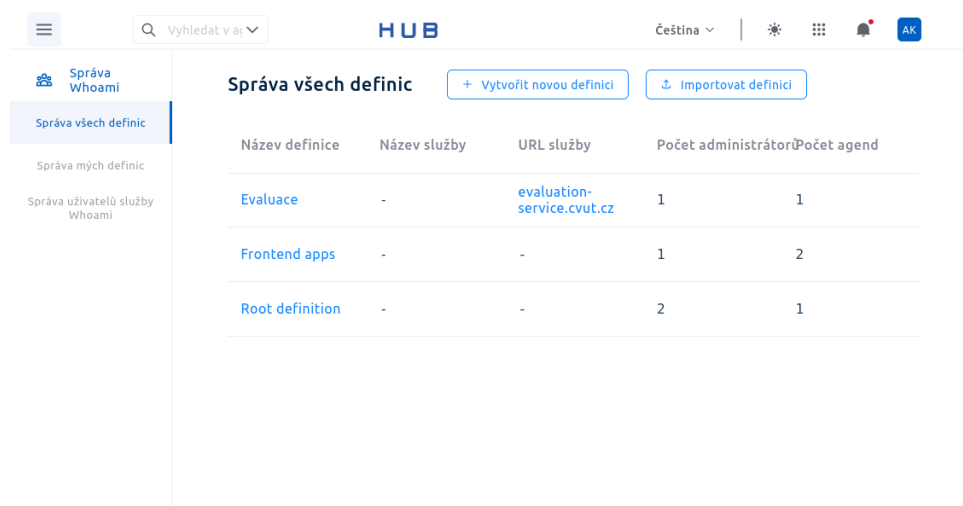 Vyhledat v ag
HUB
Čeština
AK
Správa
Whoami
Správa všech definic
Správa mých definic
Správa uživatelů služby
Whoami
Správa všech definic
+ Vytvořit novou definici
Importovat definici
Název definice Název služby URL služby Počet administrátorů Počet agend
Evaluace - evaluation-
service.cvut.cz 1 1
Frontend apps - - 1 2
Root definition - - 2 1